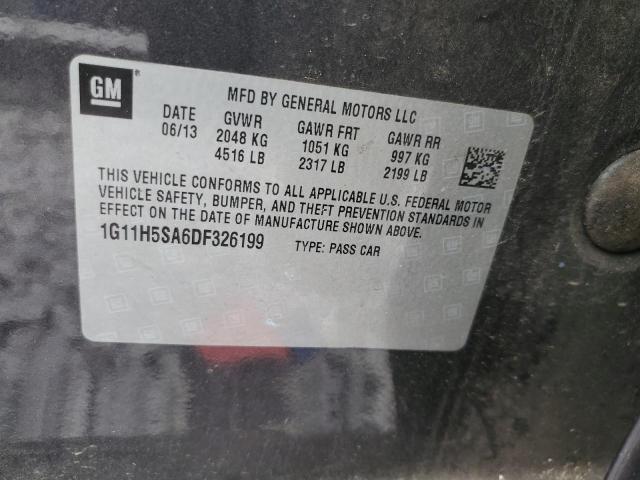 GM
MFD BY GENERAL MOTORS LLC
DATE GVWR GAWR FRT GAWR RR
06/13 2048 KG 1051 KG 997 KG
4516 LB 2317 LB 2199 LB
THIS VEHICLE CONFORMS TO ALL APPLICABLE U.S. FEDERAL MOTOR
VEHICLE SAFETY, BUMPER, AND THEFT PREVENTION STANDARDS IN
EFFECT ON THE DATE OF MANUFACTURE SHOWN ABOVE.
1G11H5SA6DF326199 TYPE: PASS CAR